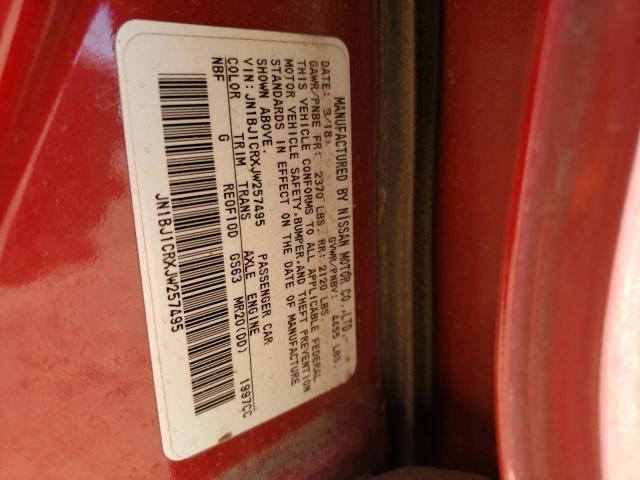 MANUFACTURED BY NISSAN MOTOR CO.,LTD.
DATE: 3/18 GVWR/PNBV: 4455 LBS.
GAWR/PNBE FR: 2370 LBS. RR: 2120 LBS.
THIS VEHICLE CONFORMS TO ALL APPLICABLE FEDERAL
MOTOR VEHICLE SAFETY,BUMPER,AND THEFT PREVENTION
STANDARDS IN EFFECT ON THE DATE OF MANUFACTURE
SHOWN ABOVE.
VIN:JN1BJ1CRXJW257495 PASSENGER CAR
COLOR TRIM TRANS AXLE ENGINE
NBF G RE0F10D GS63 MR20(DD) 1997CC
JN1BJ1CRXJW257495